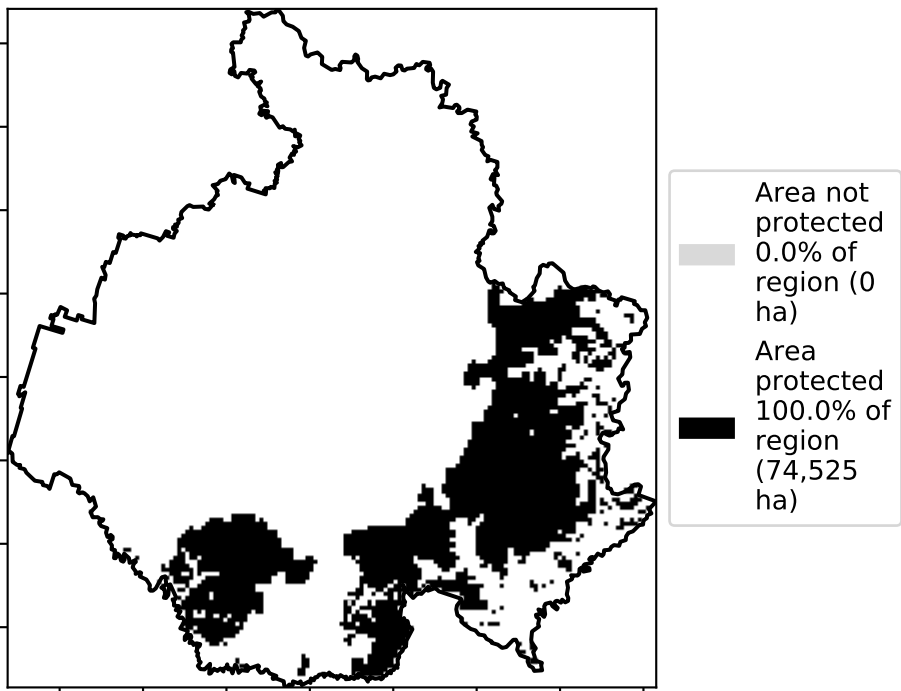 Area not
protected
0.0% of
region (0
ha)
Area
protected
100.0% of
region
(74,525
ha)